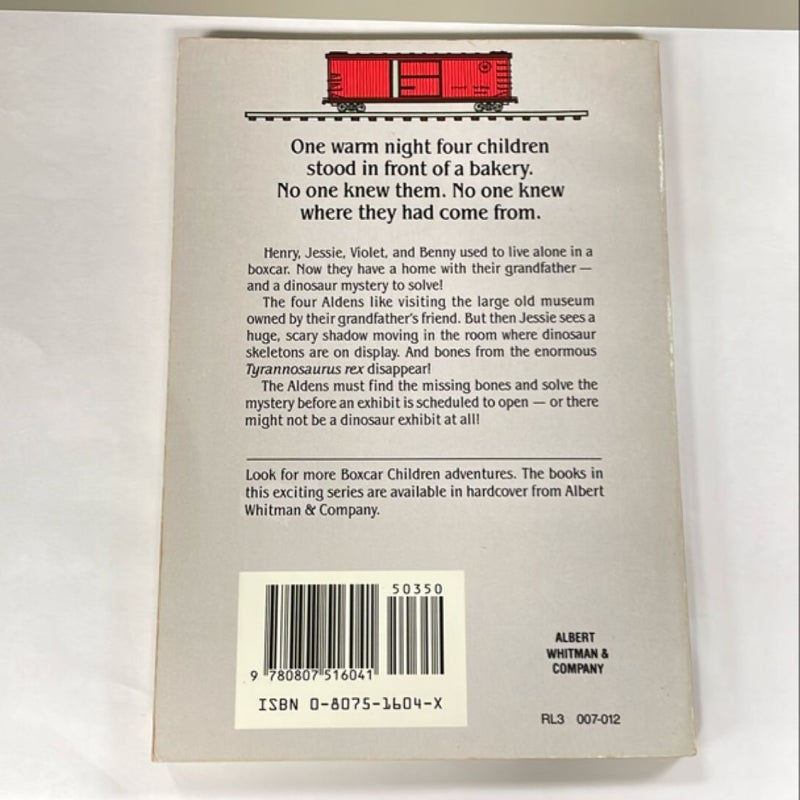 One warm night four children
stood in front of a bakery.
No one knew them. No one knew
where they had come from.
Henry, Jessie, Violet, and Benny used to live alone in a
boxcar. Now they have a home with their grandfather —
and a dinosaur mystery to solve!
The four Aldens like visiting the large old museum
owned by their grandfather's friend. But then Jessie sees a
huge, scary shadow moving in the room where dinosaur
skeletons are on display. And bones from the enormous
Tyrannosaurus rex disappear!
The Aldens must find the missing bones and solve the
mystery before an exhibit is scheduled to open — or there
might not be a dinosaur exhibit at all!
Look for more Boxcar Children adventures. The books in
this exciting series are available in hardcover from Albert
Whitman & Company.
50350
9 780807 516041
ISBN 0-8075-1604-X
ALBERT
WHITMAN &
COMPANY
RL3 007-012